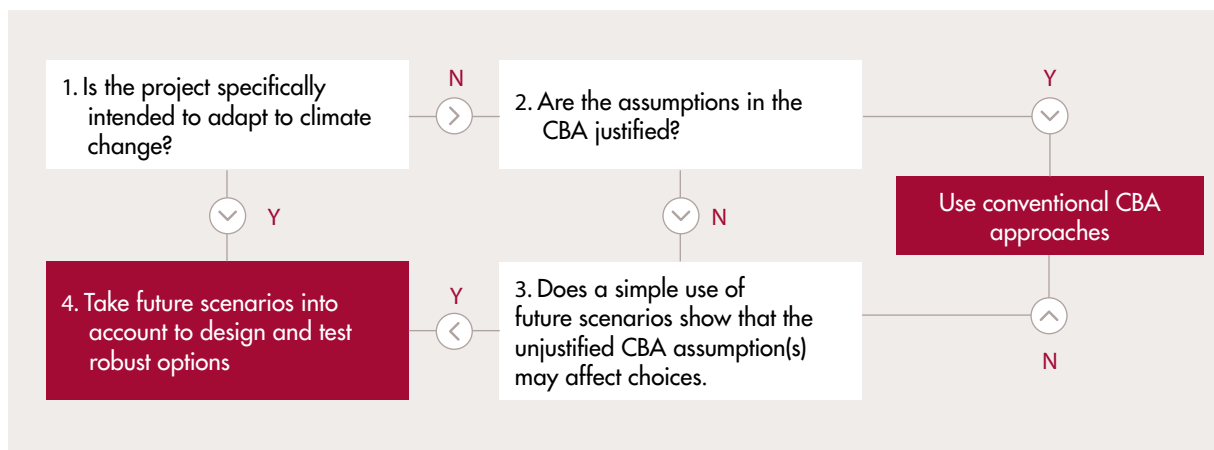 1. Is the project specifically
intended to adapt to climate
change?
N
2. Are the assumptions in the
CBA justified?
Y
Y
N
Use conventional CBA
approaches
4. Take future scenarios into
account to design and test
robust options
Y
3. Does a simple use of
future scenarios show that the
unjustified CBA assumption(s)
may affect choices.
N